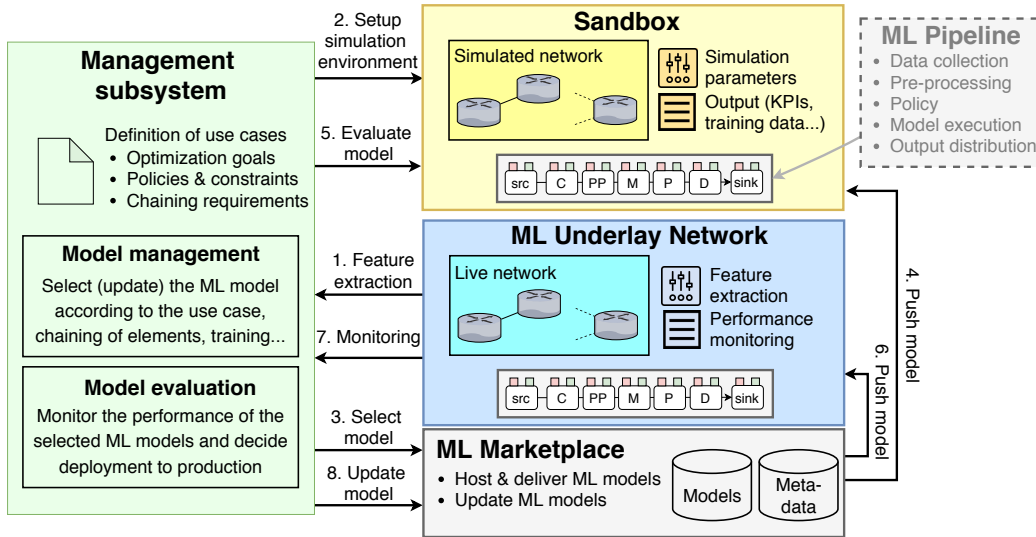 Management
subsystem
Definition of use cases
• Optimization goals
• Policies & constraints
• Chaining requirements
Model management
Select (update) the ML model
according to the use case,
chaining of elements, training...
Model evaluation
Monitor the performance of the
selected ML models and decide
deployment to production
2. Setup
simulation
environment
5. Evaluate
model
1. Feature
extraction
7. Monitoring
3. Select
model
8. Update
model
Sandbox
Simulated network
Simulation
parameters
Output (KPIs,
training data...)
src C PP M P D sink
ML Underlay Network
Live network
Feature
extraction
Performance
monitoring
src C PP M P D sink
ML Marketplace
• Host & deliver ML models
• Update ML models
Models
Meta-
data
ML Pipeline
• Data collection
• Pre-processing
• Policy
• Model execution
• Output distribution
4. Push model
6. Push model